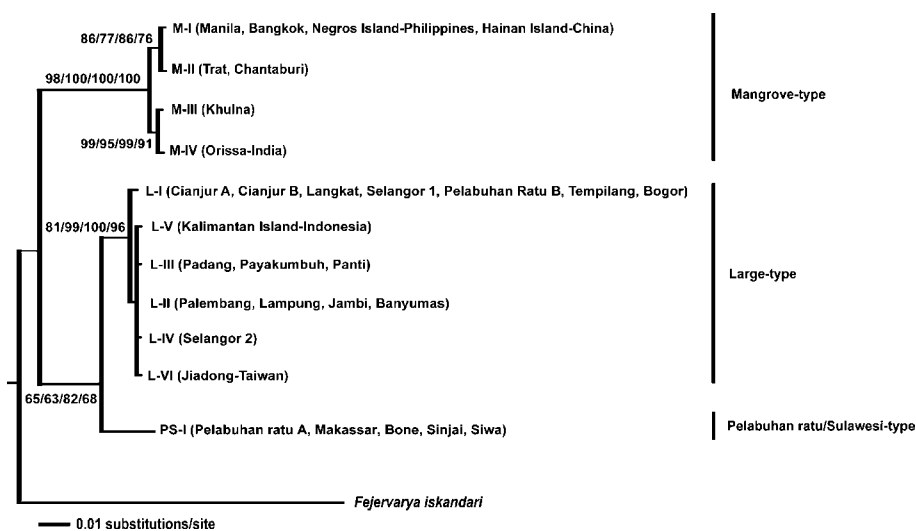 86/77/86/76
M-I (Manila, Bangkok, Negros Island-Philippines, Hainan Island-China)
98/100/100/100
M-II (Trat, Chantaburi)
Mangrove-type
M-III (Khulna)
99/95/99/91
M-IV (Orissa-India)
L-I (Cianjur A, Cianjur B, Langkat, Selangor 1, Pelabuhan Ratu B, Tempilang, Bogor)
81/99/100/96
L-V (Kalimantan Island-Indonesia)
L-III (Padang, Payakumbuh, Panti)
Large-type
L-II (Palembang, Lampung, Jambi, Banyumas)
L-IV (Selangor 2)
L-VI (Jiadong-Taiwan)
65/63/82/68
PS-I (Pelabuhan ratu A, Makassar, Bone, Sinjai, Siwa)
Pelabuhan ratu/Sulawesi-type
Fejervarya iskandari
0.01 substitutions/site